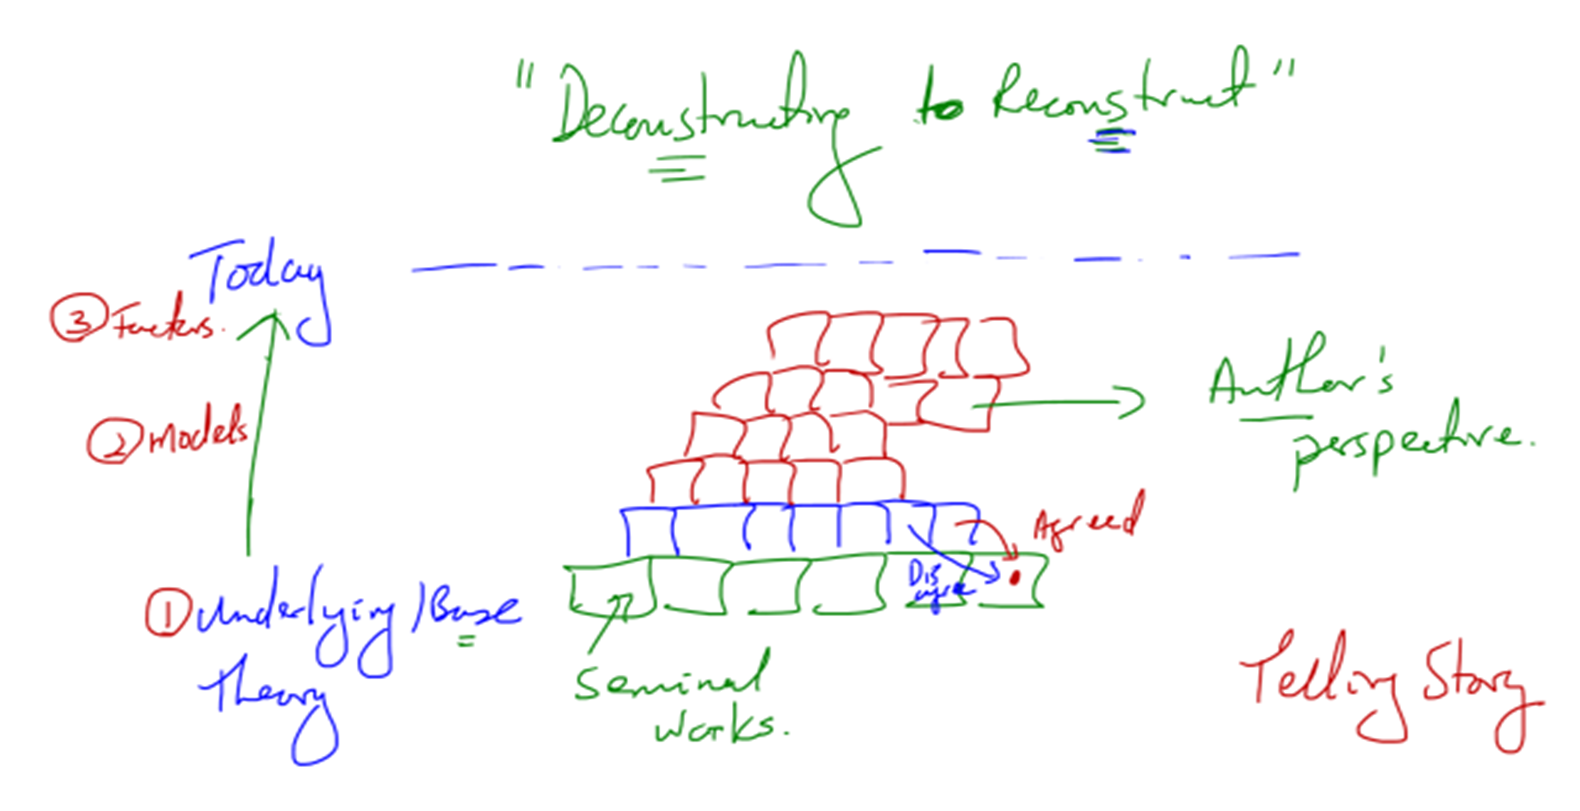 "Deconstructing to Reconstruct"
Today
③ Factors.
② Models
① Underlying/Base
Theory
Author's
perspective.
Agreed
Dis
agree
Seminal
works.
Telling Story